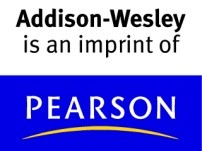 Addison-Wesley
is an imprint of
PEARSON